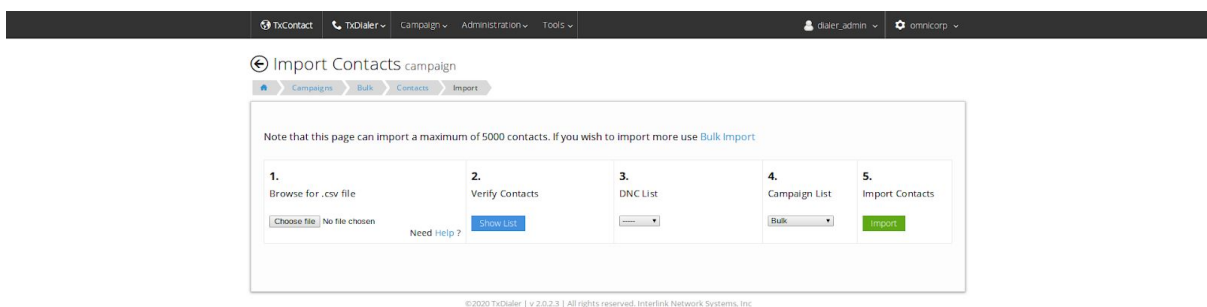 TxContact TxDialer Campaign Administration Tools dialer_admin omnicorp
Import Contacts campaign
Campaigns Bulk Contacts Import
Note that this page can import a maximum of 5000 contacts. If you wish to import more use Bulk Import
1. 2. 3. 4. 5.
Browse for .csv file Verify Contacts DNC List Campaign List Import Contacts
Choose file No file chosen Show List ----- Bulk Import
Need Help ?
©2020 TxDialer | v 2.0.2.3 | All rights reserved. Interlink Network Systems, Inc